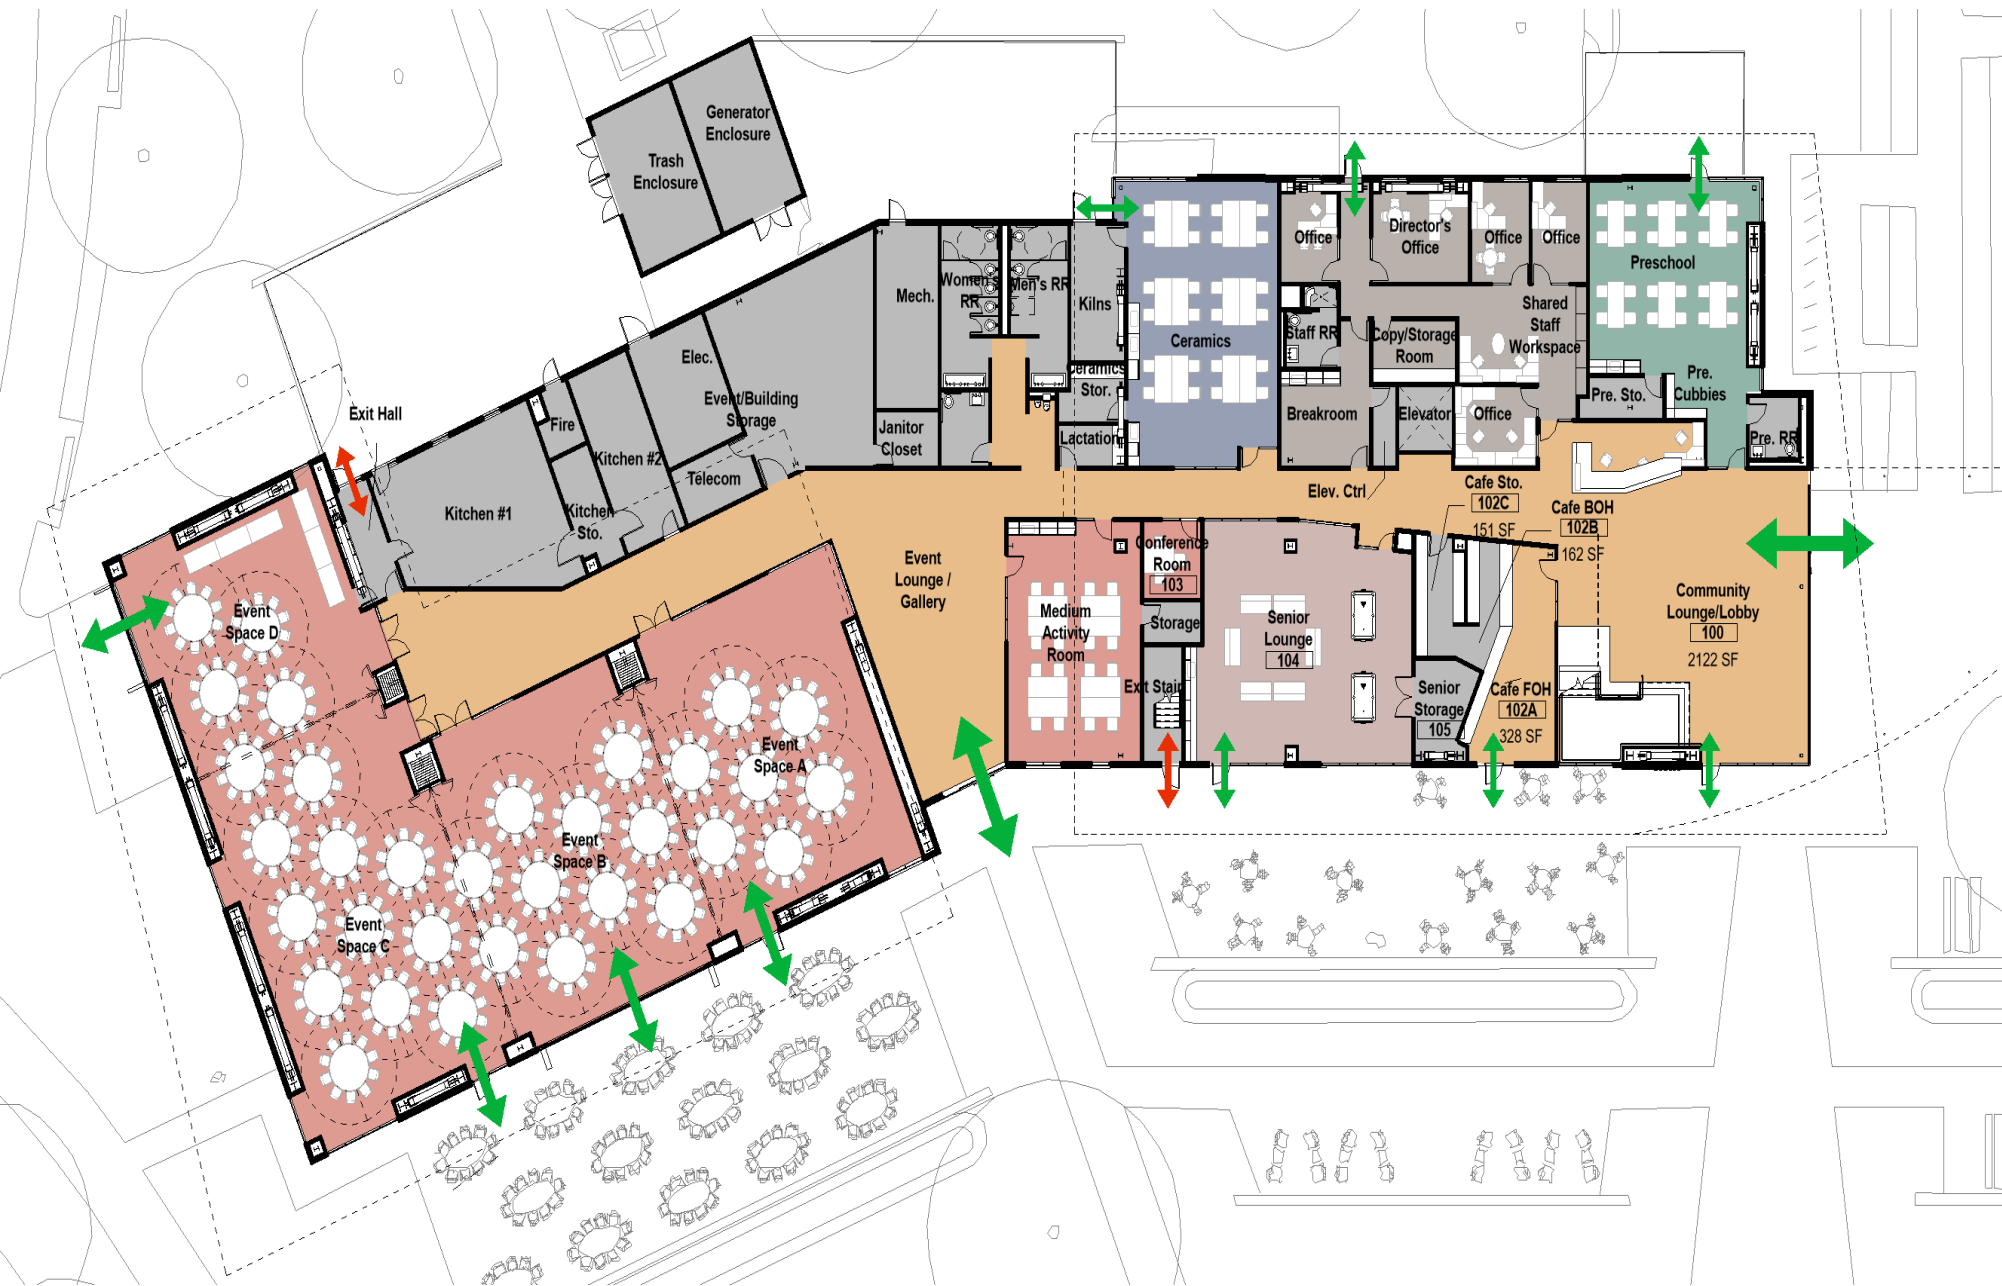 Generator
Enclosure
Trash
Enclosure
Exit Hall
Kitchen #1
Fire
Kitchen
Sto.
Kitchen #2
Elec.
Event/Building
Storage
Telecom
Mech.
Janitor
Closet
Women's
RR
Men's RR
Kilns
Ceramics
Stor.
Lactation
Ceramics
Office
Director's
Office
Office
Office
Staff RR
Copy/Storage
Room
Shared
Staff
Workspace
Breakroom
Elevator
Office
Elev. Ctrl
Preschool
Pre.
Cubbies
Pre. Sto.
Pre. RR
Cafe Sto.
102C
151 SF
Cafe BOH
102B
162 SF
Event
Lounge /
Gallery
Medium
Activity
Room
Conference
Room
103
Storage
Exit Stair
Senior
Lounge
104
Senior
Storage
105
Cafe FOH
102A
328 SF
Community
Lounge/Lobby
100
2122 SF
Event
Space D
Event
Space A
Event
Space B
Event
Space C